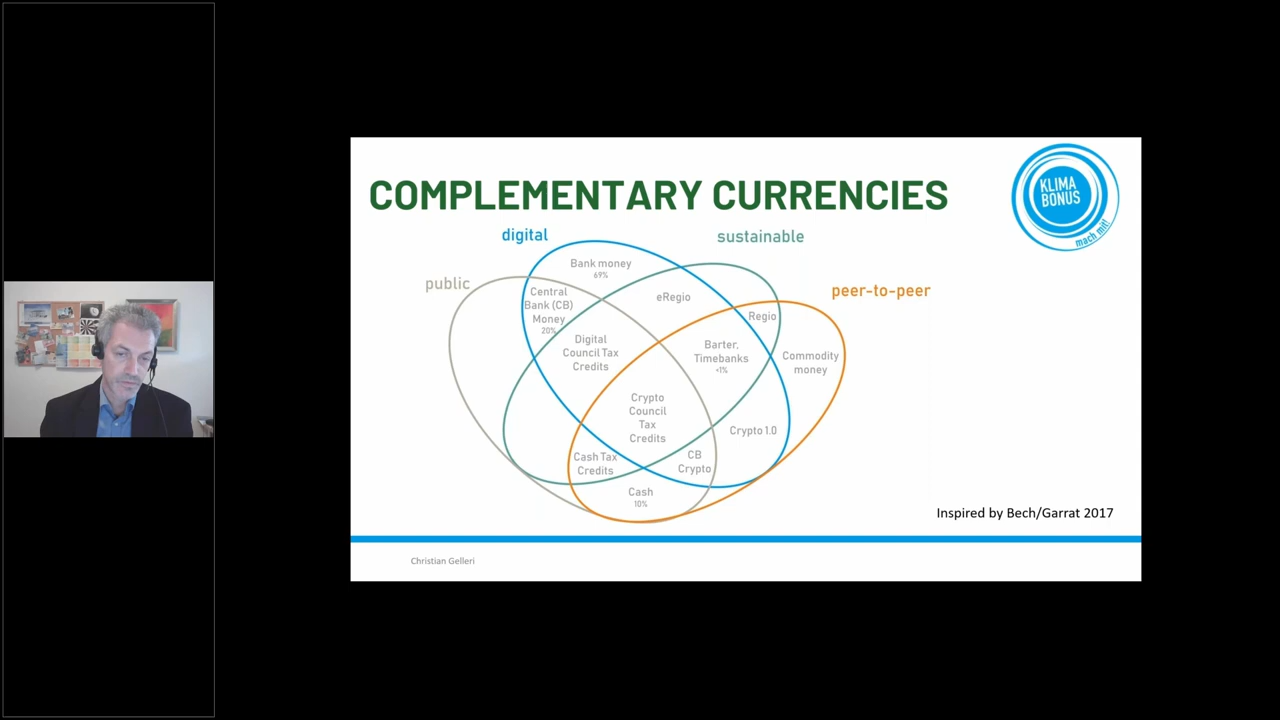 COMPLEMENTARY CURRENCIES
KLIMA
BONUS
mach mit!
digital
sustainable
public
peer-to-peer
Bank money
69%
Central
Bank (CB)
Money
20%
eRegio
Regio
Digital
Council Tax
Credits
Barter,
Timebanks
<1%
Commodity
money
Crypto
Council
Tax
Credits
Crypto 1.0
Cash Tax
Credits
CB
Crypto
Cash
10%
Inspired by Bech/Garrat 2017
Christian Gelleri